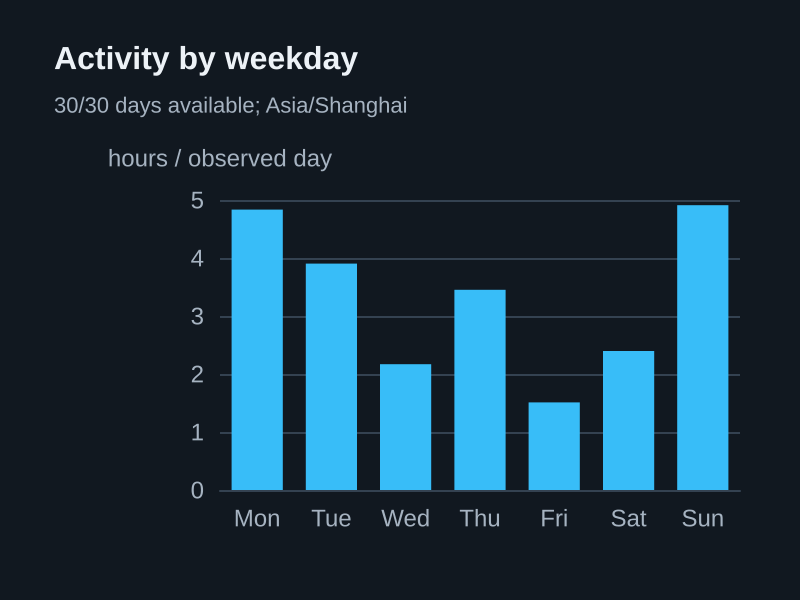 Activity by weekday
30/30 days available; Asia/Shanghai
hours / observed day
5
4
3
2
1
0
Mon Tue Wed Thu Fri Sat Sun